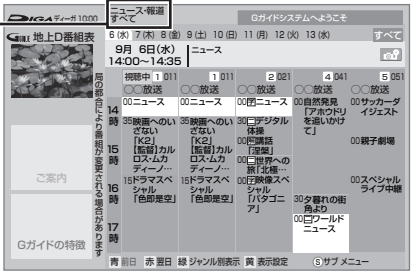 DIGA ディーガ 10:00
ニュース・報道
すべて
Gガイドシステムへようこそ
GガイドE 地上D番組表
6(水) 7(木) 8(金) 9(土) 10(日) 11(月) 12(火) 13(水)
すべて
9月 6日(水)
14:00〜14:35
ニュース
視聴中 1 011
1 011
2 021
4 041
5 051
○○放送
○○放送
○○放送
○○放送
○○放送
局の都合により番組が変更される場合があります
14時
15時
16時
17時
00ニュース
35映画へのいざない
「K2」
【監督】カルロス・ムカディーノ…
15ドラマスペシャル
「色即是空」
00ニュース
35映画へのいざない
「K2」
【監督】カルロス・ムカディーノ…
15ドラマスペシャル
「色即是空」
ニュース
30デジタル体操
00講話「涅槃」
00世界への旅「北極…
00映像スペシャル
「パタゴニア」
00自然発見
「アホウドリを追いかけて」
30夕暮れの街角より
00ワールドニュース
00サッカーダイジェスト
00親子劇場
00スペシャルライブ中継
ご案内
Gガイドの特徴
青 前日 赤 翌日 緑 ジャンル別表示 黄 表示設定 Ⓢサブ メニュー